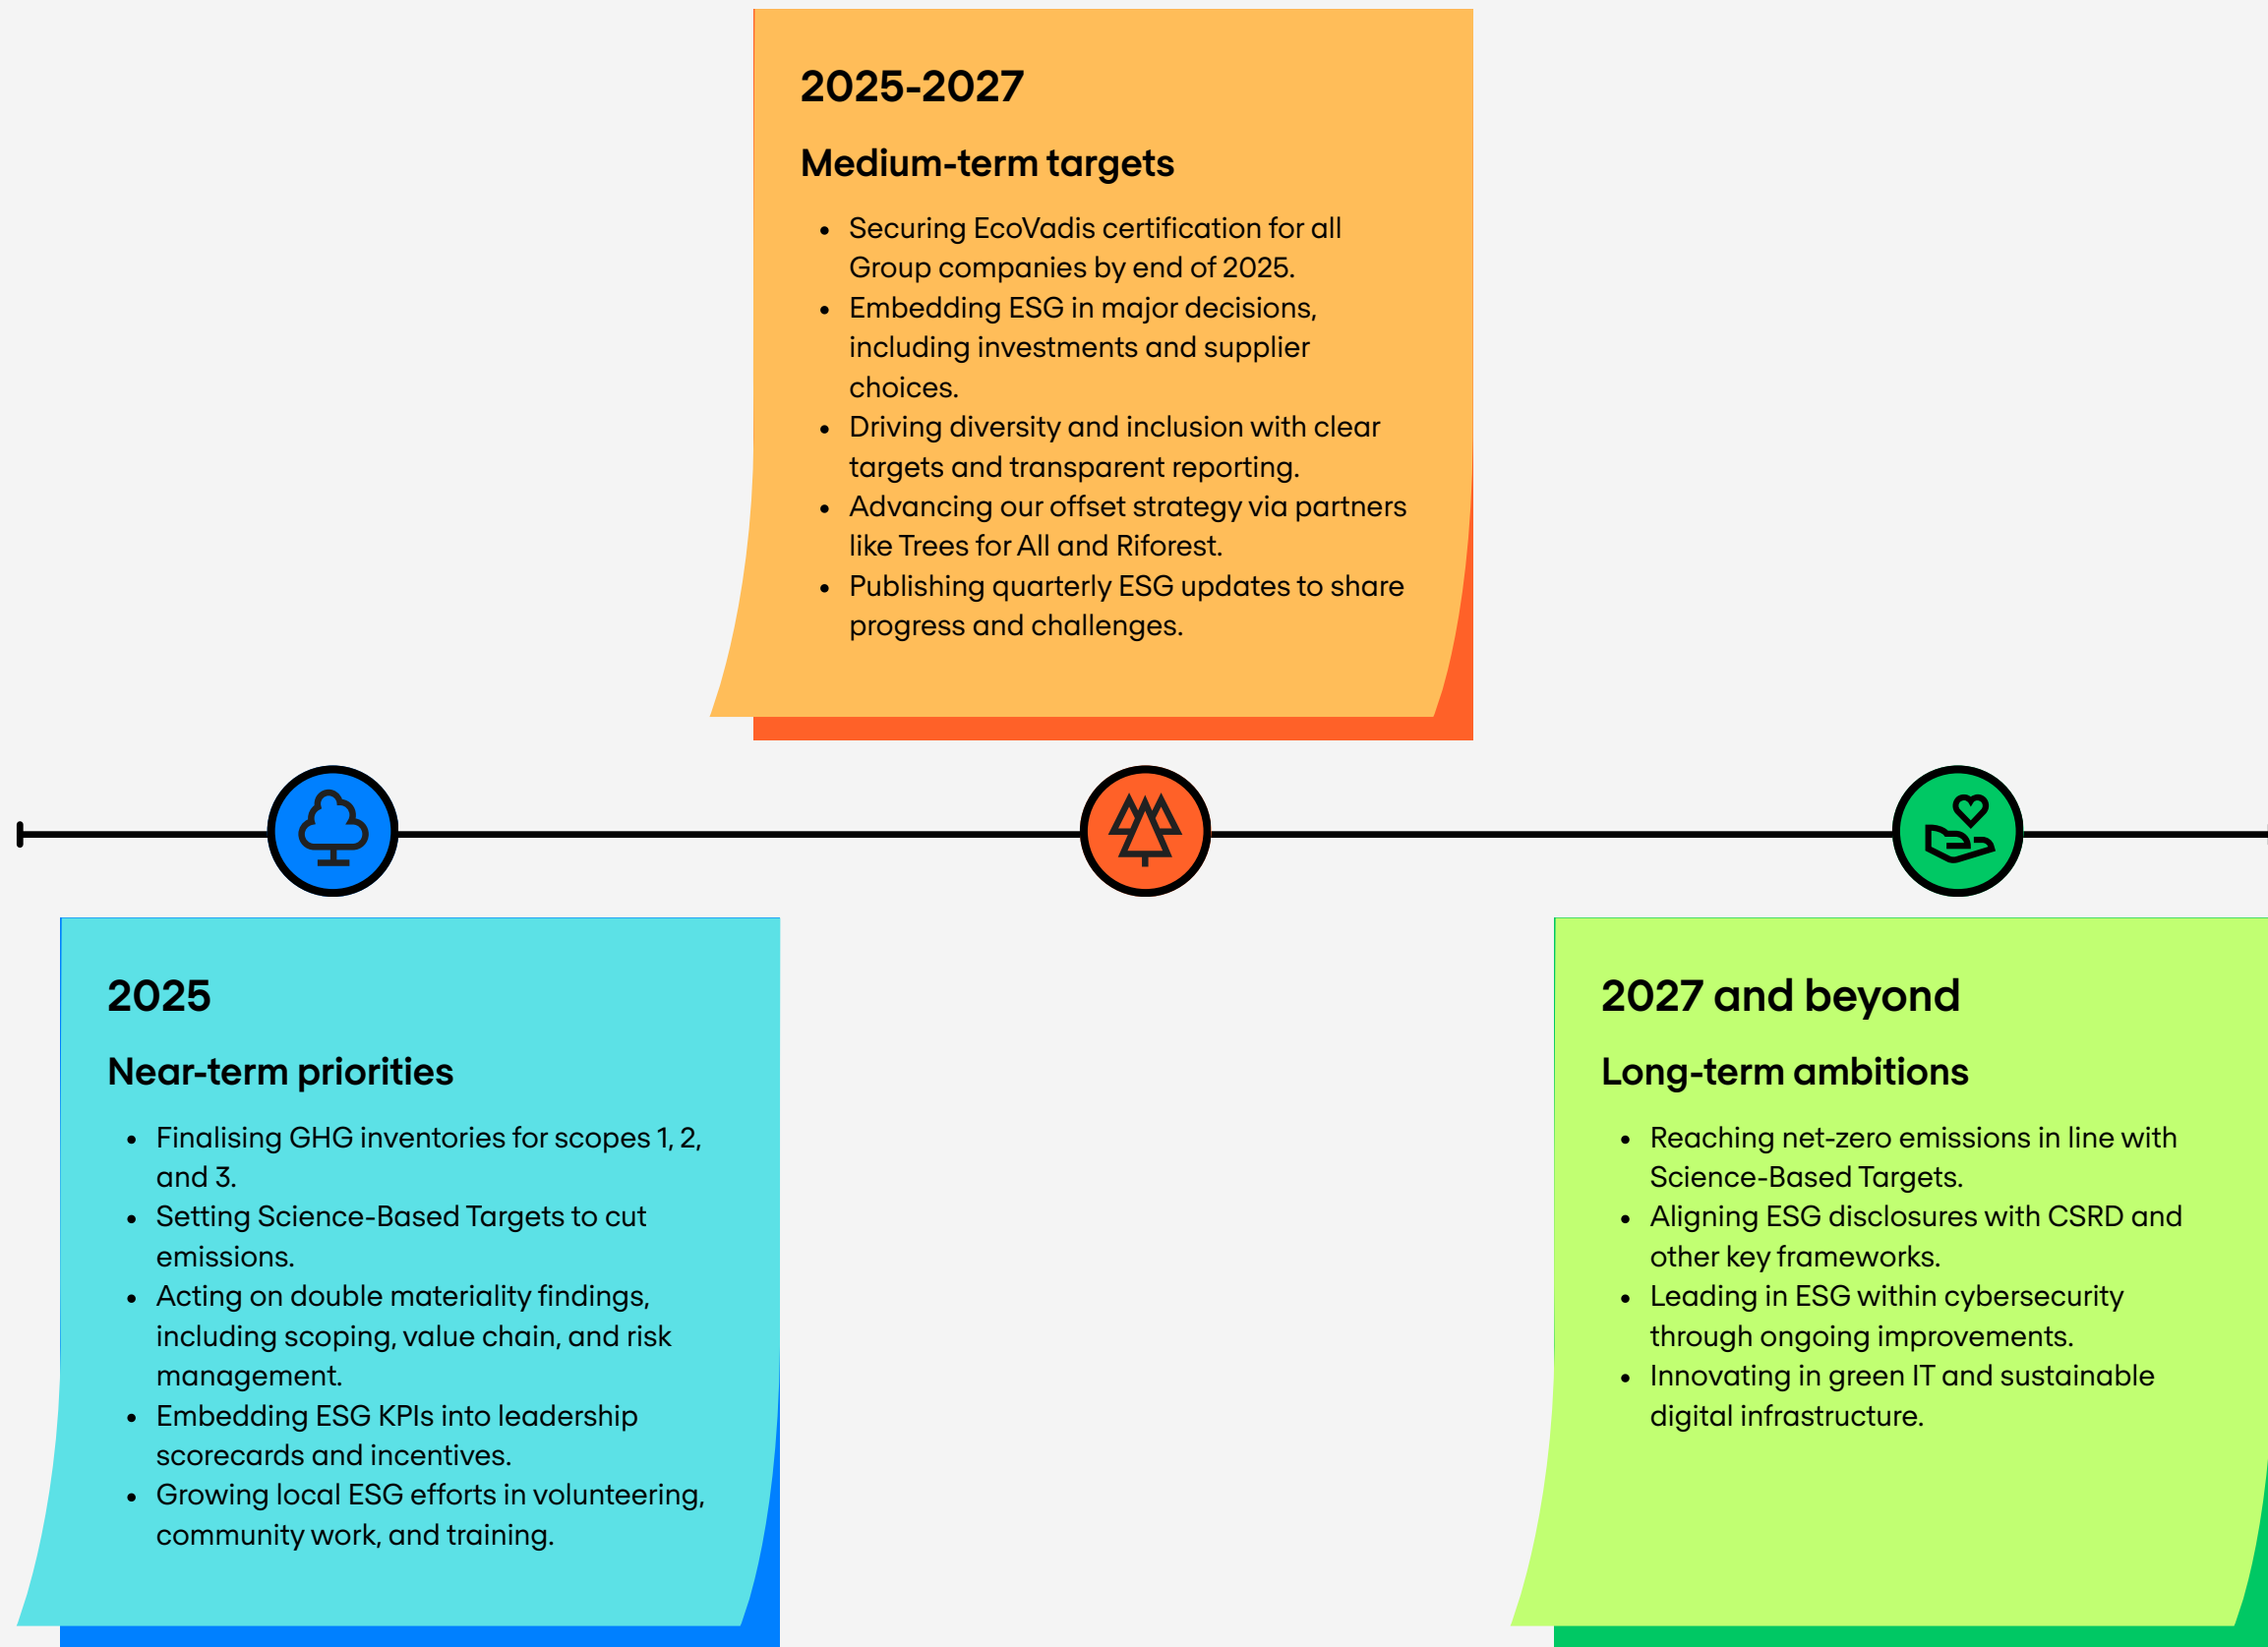 2025-2027
Medium-term targets
• Securing EcoVadis certification for all
Group companies by end of 2025.
• Embedding ESG in major decisions,
including investments and supplier
choices.
• Driving diversity and inclusion with clear
targets and transparent reporting.
• Advancing our offset strategy via partners
like Trees for All and Riforest.
• Publishing quarterly ESG updates to share
progress and challenges.
2025
Near-term priorities
• Finalising GHG inventories for scopes 1, 2,
and 3.
• Setting Science-Based Targets to cut
emissions.
• Acting on double materiality findings,
including scoping, value chain, and risk
management.
• Embedding ESG KPIs into leadership
scorecards and incentives.
• Growing local ESG efforts in volunteering,
community work, and training.
2027 and beyond
Long-term ambitions
• Reaching net-zero emissions in line with
Science-Based Targets.
• Aligning ESG disclosures with CSRD and
other key frameworks.
• Leading in ESG within cybersecurity
through ongoing improvements.
• Innovating in green IT and sustainable
digital infrastructure.